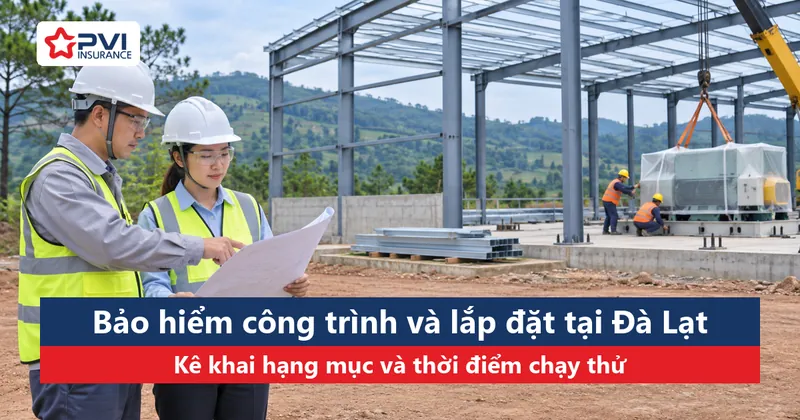 PVI
INSURANCE
Bảo hiểm công trình và lắp đặt tại Đà Lạt
Kê khai hạng mục và thời điểm chạy thử